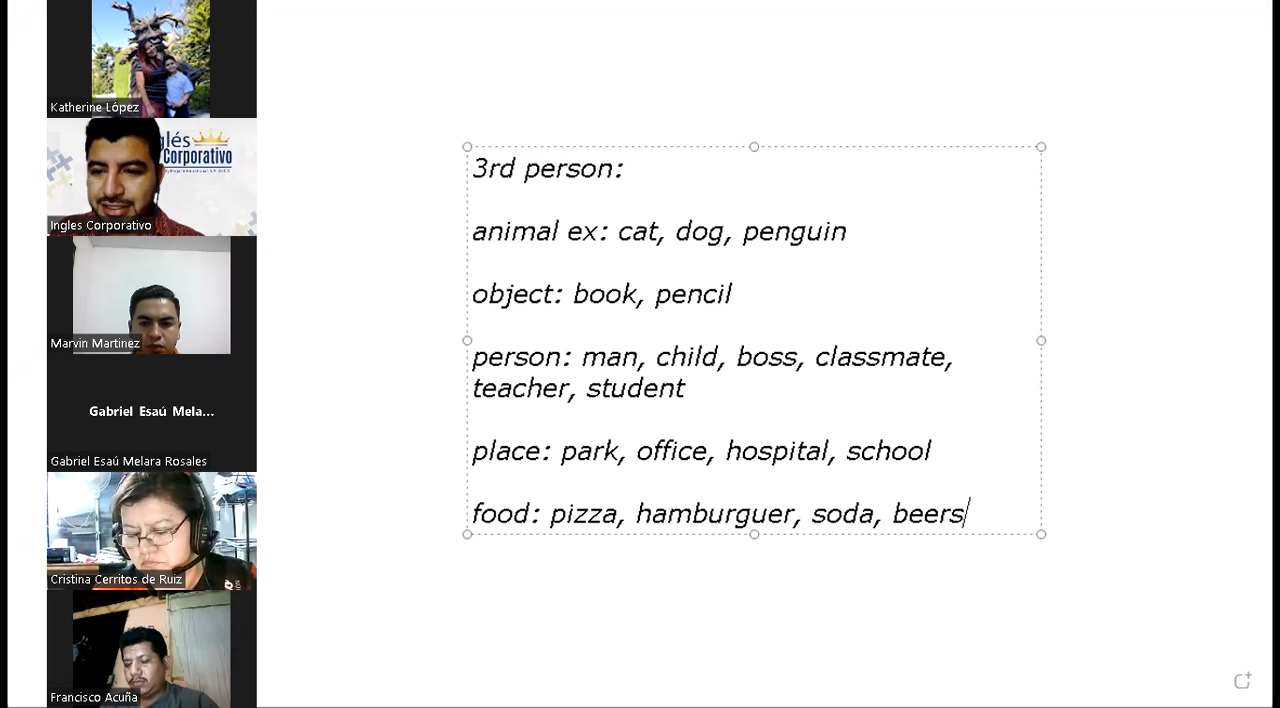 Katherine López
glés
Corporativo
Ingles Corporativo
Marvin Martinez
Gabriel Esaú Mela...
Gabriel Esaú Melara Rosales
Cristina Cerritos de Ruiz
Francisco Acuña
3rd person:
animal ex: cat, dog, penguin
object: book, pencil
person: man, child, boss, classmate,
teacher, student
place: park, office, hospital, school
food: pizza, hamburguer, soda, beers